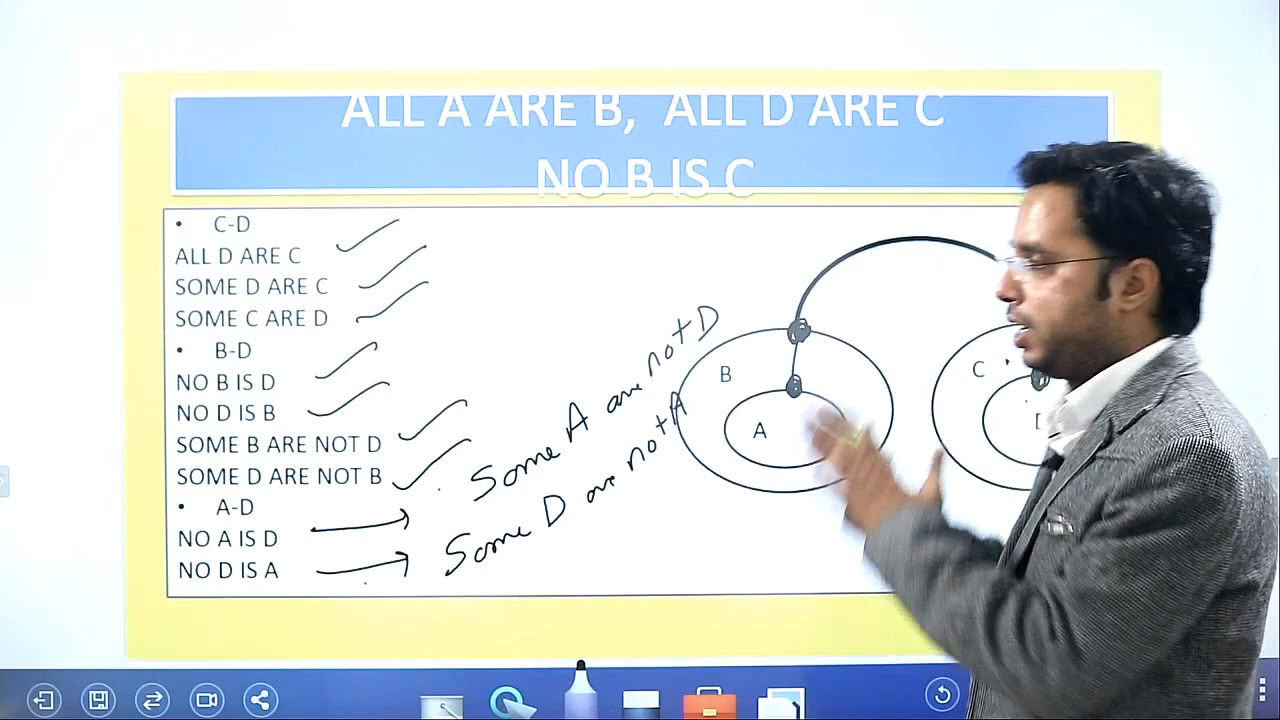 ALL A ARE B, ALL D ARE C
NO B IS C
• C-D
ALL D ARE C
SOME D ARE C
SOME C ARE D
• B-D
NO B IS D
NO D IS B
SOME B ARE NOT D
SOME D ARE NOT B
• A-D
NO A IS D
NO D IS A
Some A are not D
Some D are not A
B
A
C
D